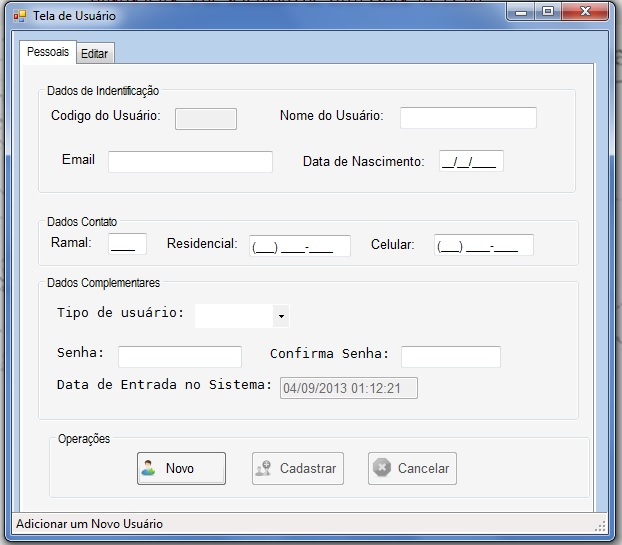 Tela de Usuário
Pessoais Editar
Dados de Indentificação
Codigo do Usuário: Nome do Usuário:
Email Data de Nascimento: __/__/____
Dados Contato
Ramal: ____ Residencial: (___) ____-____ Celular: (___) ____-____
Dados Complementares
Tipo de usuário:
Senha: Confirma Senha:
Data de Entrada no Sistema: 04/09/2013 01:12:21
Operações
Novo Cadastrar Cancelar
Adicionar um Novo Usuário